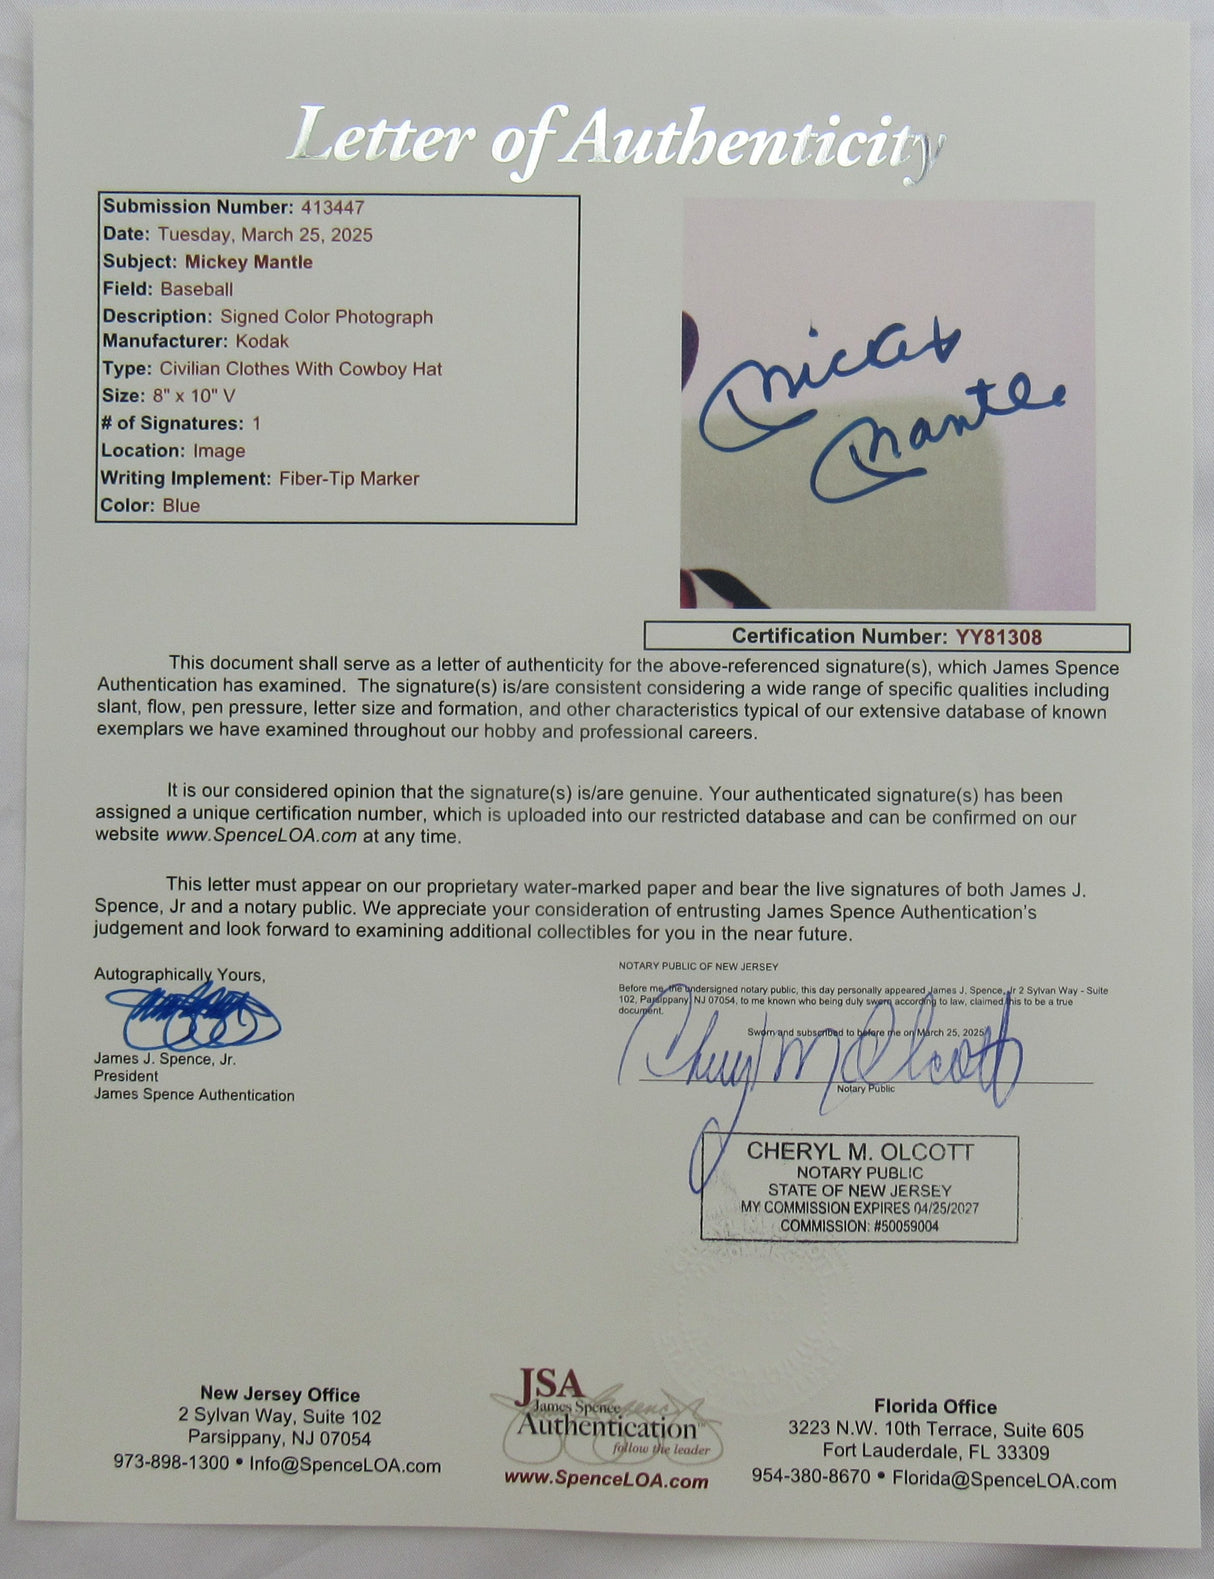 Letter of Authenticity
Submission Number: 413447
Date: Tuesday, March 25, 2025
Subject: Mickey Mantle
Field: Baseball
Description: Signed Color Photograph
Manufacturer: Kodak
Type: Civilian Clothes With Cowboy Hat
Size: 8" x 10" V
# of Signatures: 1
Location: Image
Writing Implement: Fiber-Tip Marker
Color: Blue
Mickey
Mantle
Certification Number: YY81308
This document shall serve as a letter of authenticity for the above-referenced signature(s), which James Spence
Authentication has examined. The signature(s) is/are consistent considering a wide range of specific qualities including
slant, flow, pen pressure, letter size and formation, and other characteristics typical of our extensive database of known
exemplars we have examined throughout our hobby and professional careers.
It is our considered opinion that the signature(s) is/are genuine. Your authenticated signature(s) has been
assigned a unique certification number, which is uploaded into our restricted database and can be confirmed on our
website www.SpenceLOA.com at any time.
This letter must appear on our proprietary water-marked paper and bear the live signatures of both James J.
Spence, Jr and a notary public. We appreciate your consideration of entrusting James Spence Authentication's
judgement and look forward to examining additional collectibles for you in the near future.
Autographically Yours,
James J. Spence, Jr.
President
James Spence Authentication
NOTARY PUBLIC OF NEW JERSEY
Before me, the undersigned notary public, this day personally appeared James J. Spence, Jr 2 Sylvan Way - Suite
102, Parsippany, NJ 07054, to me known who being duly sworn according to law, claimed this to be a true
document.
Sworn and subscribed to before me on March 25, 2025
Cheryl M Olcott
Notary Public
CHERYL M. OLCOTT
NOTARY PUBLIC
STATE OF NEW JERSEY
MY COMMISSION EXPIRES 04/25/2027
COMMISSION: #50059004
New Jersey Office
2 Sylvan Way, Suite 102
Parsippany, NJ 07054
973-898-1300 • Info@SpenceLOA.com
JSA
James Spence
Authentication™
follow the leader
www.SpenceLOA.com
Florida Office
3223 N.W. 10th Terrace, Suite 605
Fort Lauderdale, FL 33309
954-380-8670 • Florida@SpenceLOA.com